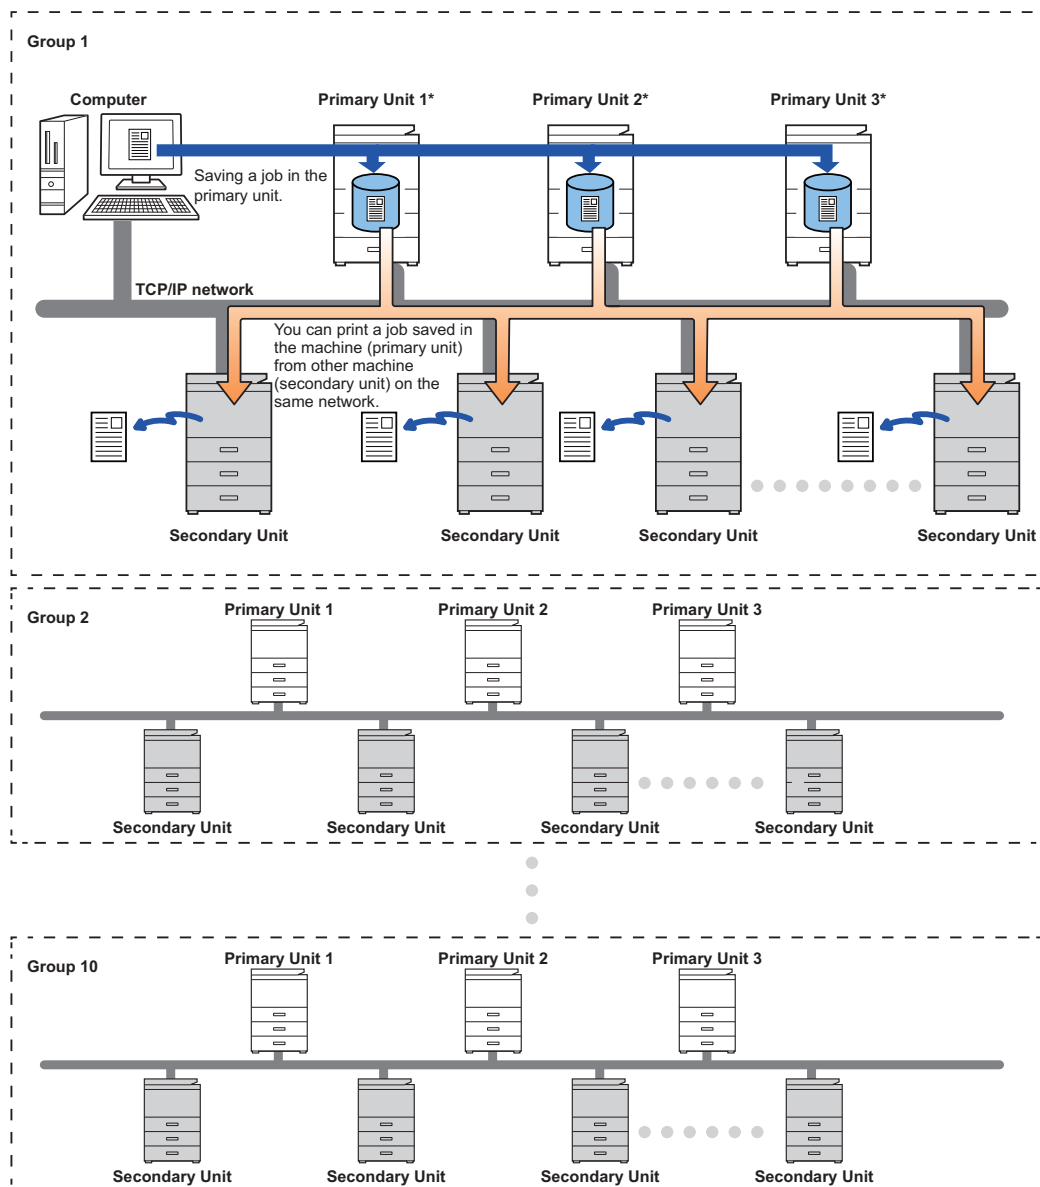 Group 1
Computer
Primary Unit 1*
Primary Unit 2*
Primary Unit 3*
Saving a job in the
primary unit.
TCP/IP network
You can print a job saved in
the machine (primary unit)
from other machine
(secondary unit) on the
same network.
Secondary Unit
Secondary Unit
Secondary Unit
Secondary Unit
Group 2
Primary Unit 1
Primary Unit 2
Primary Unit 3
Secondary Unit
Secondary Unit
Secondary Unit
Secondary Unit
Group 10
Primary Unit 1
Primary Unit 2
Primary Unit 3
Secondary Unit
Secondary Unit
Secondary Unit
Secondary Unit